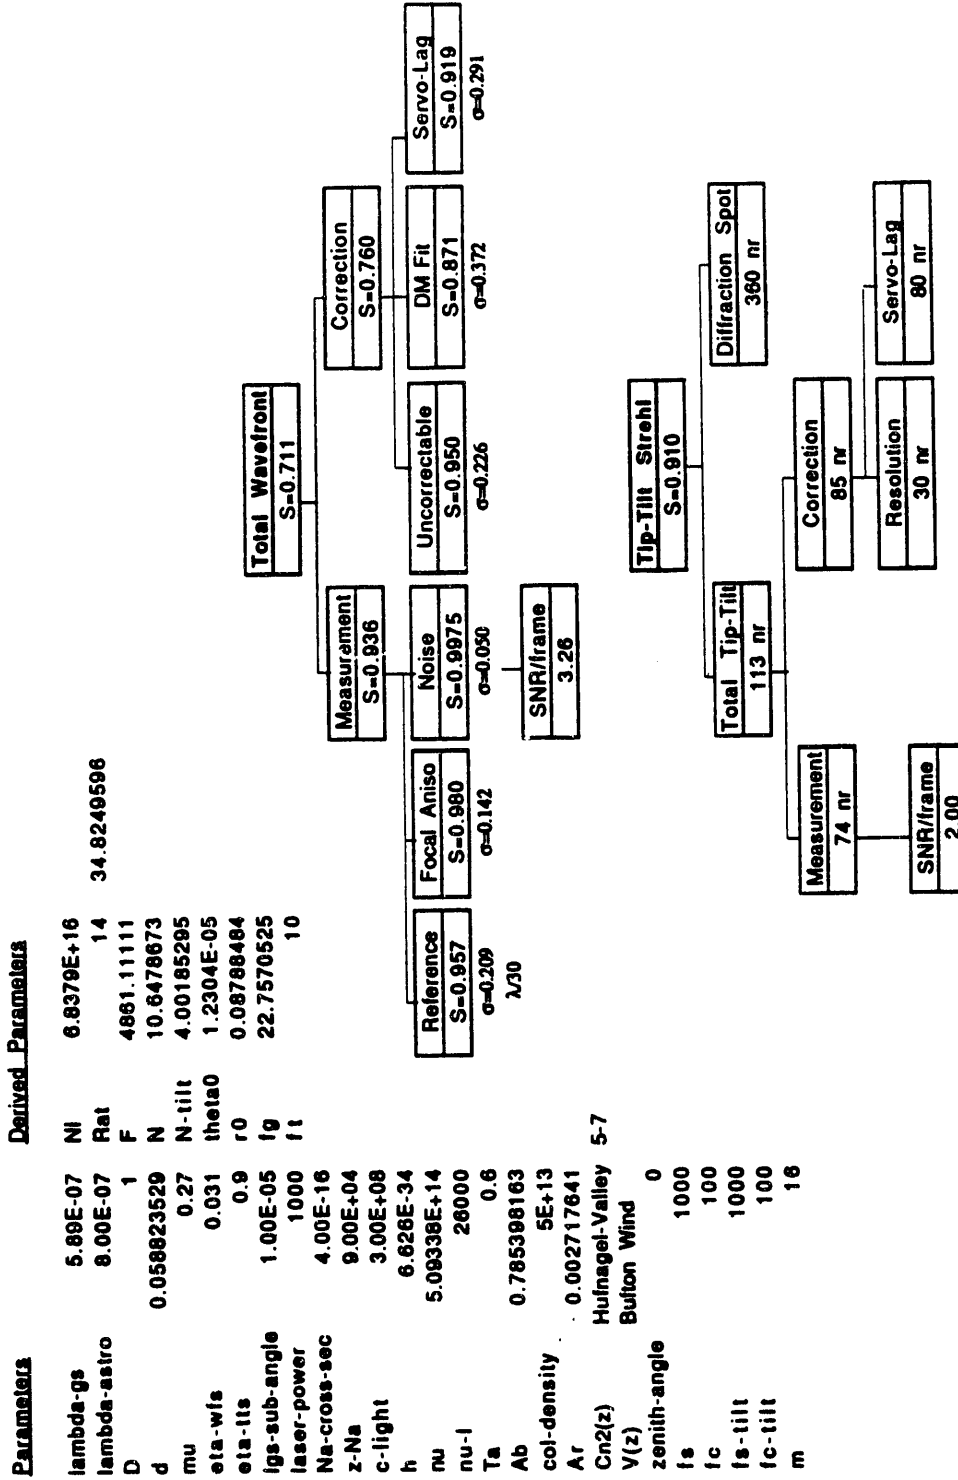 Parameters
lambda-gs 5.89E-07
lambda-astro 8.00E-07
D 1
d 0.058823529
mu 0.27
eta-wfs 0.031
eta-tts 0.9
lgs-sub-angle 1.00E-05
laser-power 1000
Na-cross-sec 4.00E-16
z-Na 9.00E+04
c-light 3.00E+08
h 6.626E-34
nu 5.09338E+14
nu-l 26000
Ta 0.6
Ab 0.785398163
col-density 5E+13
Ar 0.002717641
Cn2(z) Hufnagel-Valley 5-7
V(z) Bufton Wind
zenith-angle 0
fs 1000
fc 100
fs-tilt 1000
fc-tilt 100
m 16
Derived Parameters
Nl 6.8379E+16
Rat 14 34.8249596
F 4861.11111
N 10.6478673
N-tilt 4.00185295
theta0 1.2304E-05
r0 0.08788484
fg 22.7570525
ft 10
Total Wavefront
S=0.711
Measurament
S=0.936
Correction
S=0.760
Reference
S=0.957
σ=0.209
λ/30
Focal Aniso
S=0.980
σ=0.142
Noise
S=0.9975
σ=0.050
Uncorrectable
S=0.950
σ=0.226
DM Fit
S=0.871
σ=0.372
Servo-Lag
S=0.919
σ=0.291
SNR/frame
3.26
Tip-Tilt Strehl
S=0.910
Total Tip-Tilt
113 nr
Diffraction Spot
360 nr
Measurement
74 nr
Correction
85 nr
SNR/frame
2.00
Resolution
30 nr
Servo-Lag
80 nr